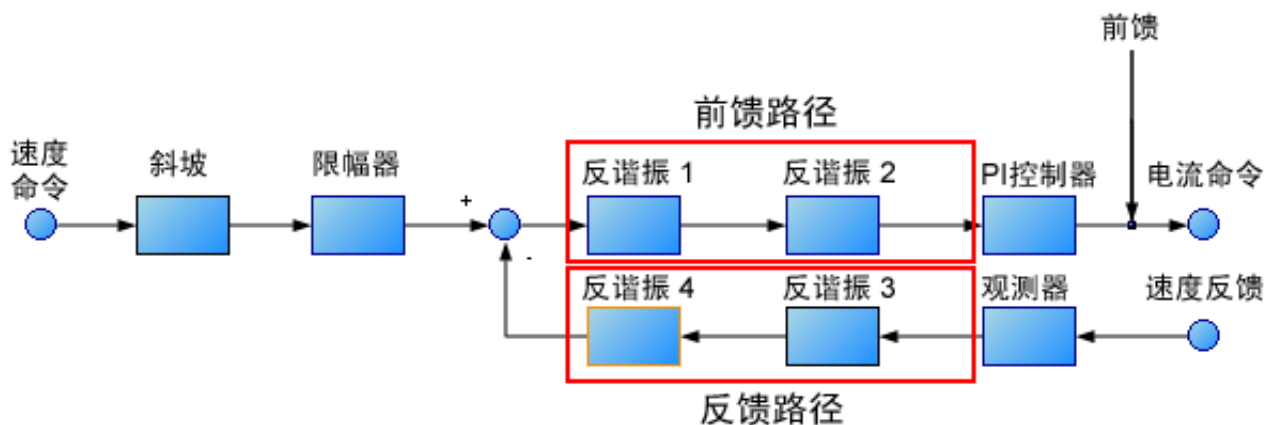 前馈
前馈路径
速度
命令
斜坡
限幅器
反谐振 1
反谐振 2
PI控制器
电流命令
+
-
反谐振 4
反谐振 3
观测器
速度反馈
反馈路径